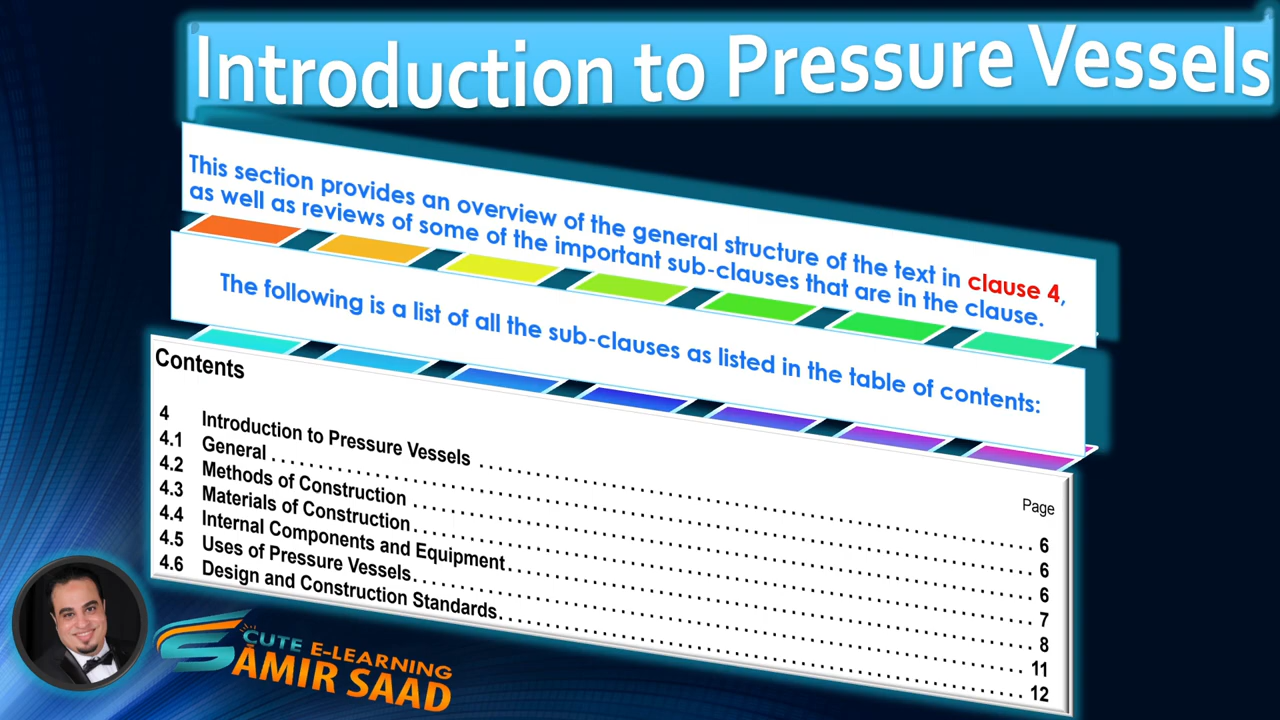 Introduction to Pressure Vessels
This section provides an overview of the general structure of the text in clause 4,
as well as reviews of some of the important sub-clauses that are in the clause.
The following is a list of all the sub-clauses as listed in the table of contents:
Contents
Page
4 Introduction to Pressure Vessels . . . . . . . . . . . . . . . . . . . . . . . . . . . . . . 6
4.1 General . . . . . . . . . . . . . . . . . . . . . . . . . . . . . . 6
4.2 Methods of Construction . . . . . . . . . . . . . . . . . . . . . . . . . . . . . . 6
4.3 Materials of Construction . . . . . . . . . . . . . . . . . . . . . . . . . . . . . . 7
4.4 Internal Components and Equipment . . . . . . . . . . . . . . . . . . . . . . . . . . . . . . 8
4.5 Uses of Pressure Vessels . . . . . . . . . . . . . . . . . . . . . . . . . . . . . . 11
4.6 Design and Construction Standards . . . . . . . . . . . . . . . . . . . . . . . . . . . . . . 12
CUTE E-LEARNING
SAMIR SAAD